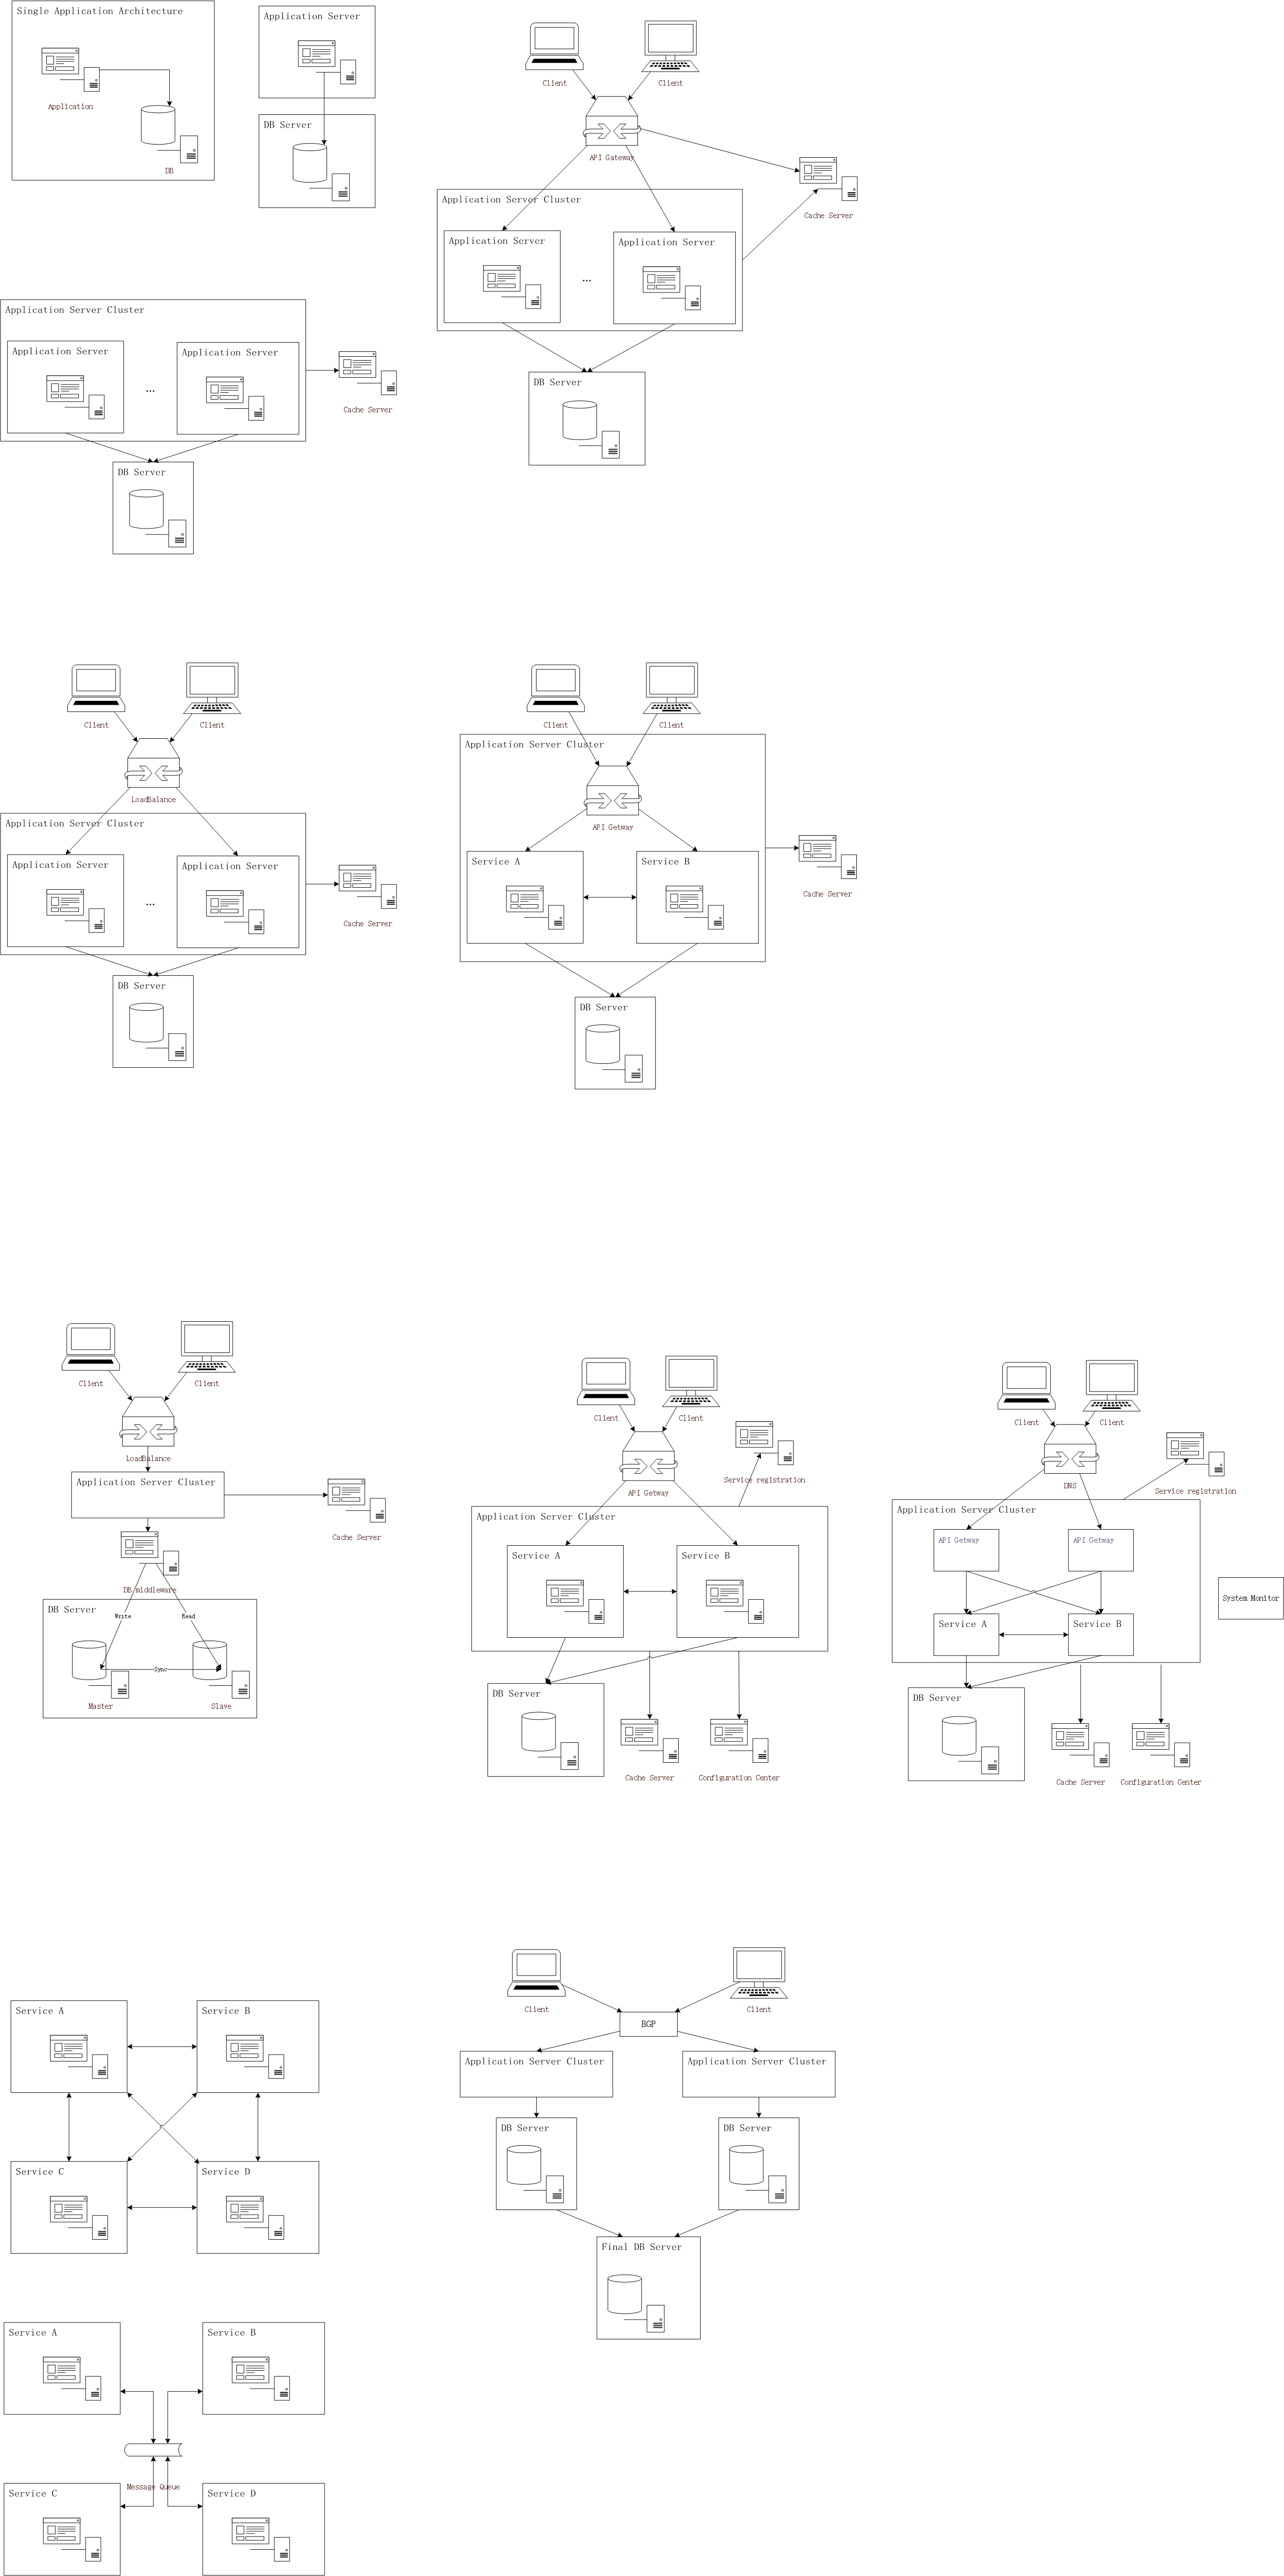 Single Application Architecture
Application
DB
Application Server
DB Server
Client
Client
API Gateway
Cache Server
Application Server Cluster
Application Server
...
Application Server
DB Server
Application Server Cluster
Application Server
...
Application Server
Cache Server
DB Server
Client
Client
LoadBalance
Application Server Cluster
Application Server
...
Application Server
Cache Server
DB Server
Client
Client
Application Server Cluster
API Getway
Service A
Service B
Cache Server
DB Server
Client
Client
LoadBalance
Application Server Cluster
Cache Server
DB middleware
DB Server
Write
Read
Sync
Master
Slave
Client
Client
Service registration
API Getway
Application Server Cluster
Service A
Service B
DB Server
Cache Server
Configuration Center
Client
Client
DNS
Service registration
Application Server Cluster
API Getway
API Getway
System Monitor
Service A
Service B
DB Server
Cache Server
Configuration Center
Service A
Service B
Service C
Service D
Client
Client
BGP
Application Server Cluster
Application Server Cluster
DB Server
DB Server
Final DB Server
Service A
Service B
Message Queue
Service C
Service D